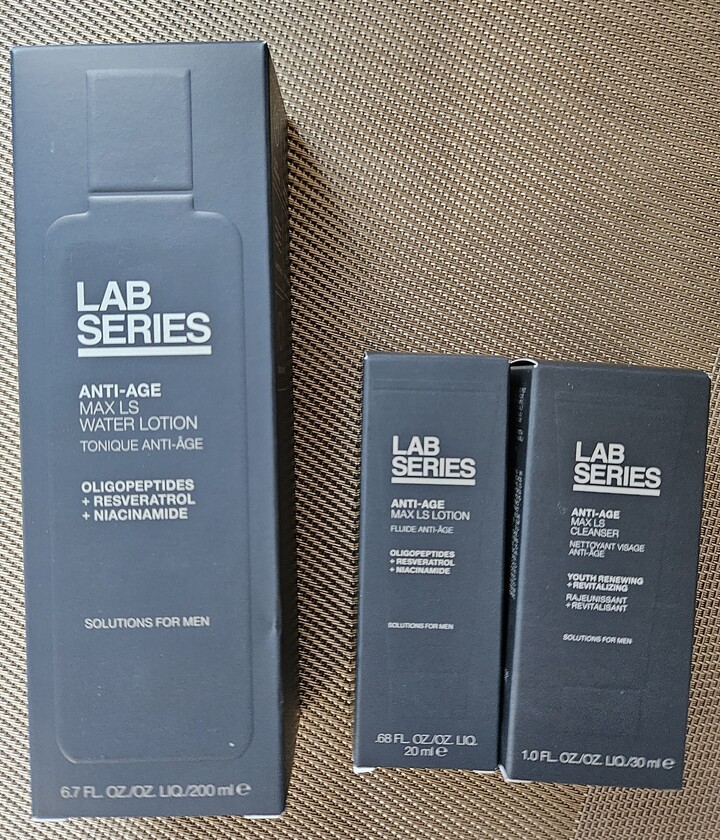 LAB
SERIES
ANTI-AGE
MAX LS
WATER LOTION
TONIQUE ANTI-ÂGE
OLIGOPEPTIDES
+ RESVERATROL
+ NIACINAMIDE
SOLUTIONS FOR MEN
6.7 FL. OZ./OZ. LIQ./200 ml ℮
LAB
SERIES
ANTI-AGE
MAX LS LOTION
FLUIDE ANTI-ÂGE
OLIGOPEPTIDES
+ RESVERATROL
+ NIACINAMIDE
SOLUTIONS FOR MEN
.68 FL. OZ./OZ. LIQ.
20 ml ℮
LAB
SERIES
ANTI-AGE
MAX LS
CLEANSER
NETTOYANT VISAGE
ANTI-ÂGE
YOUTH RENEWING
+ REVITALIZING
RAJEUNISSANT
+ REVITALISANT
SOLUTIONS FOR MEN
1.0 FL. OZ./OZ. LIQ./30 ml ℮